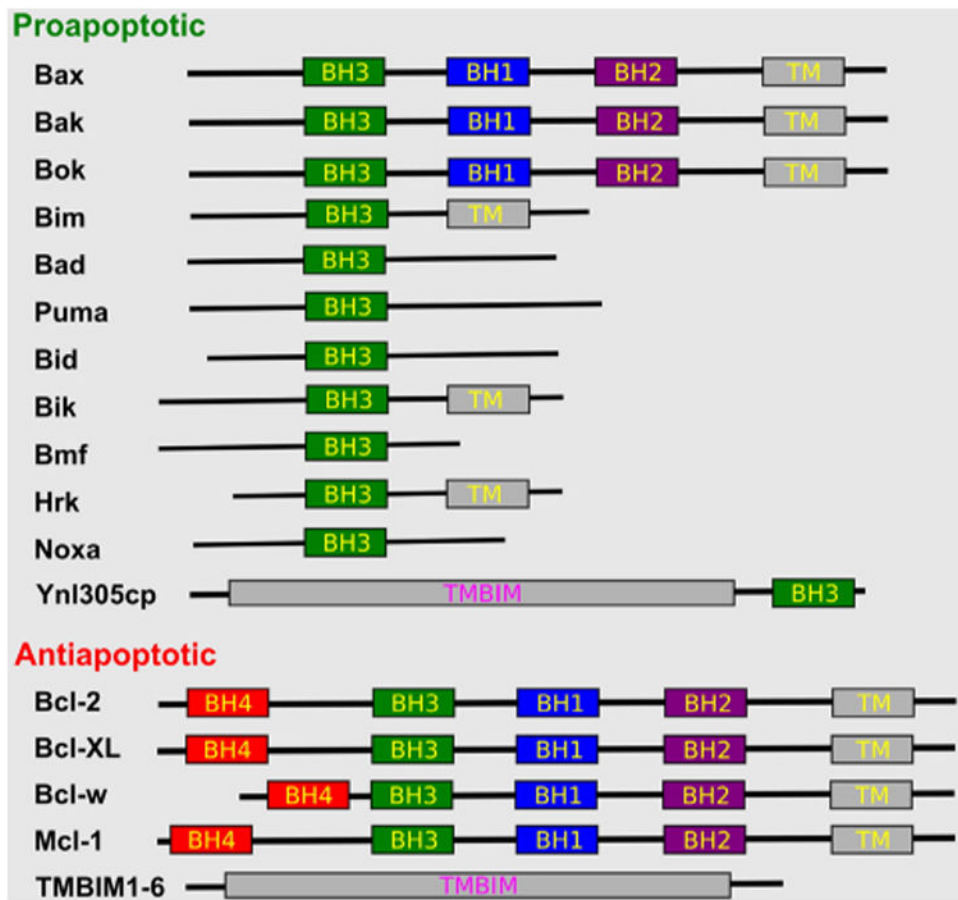 Proapoptotic
Bax BH3 BH1 BH2 TM
Bak BH3 BH1 BH2 TM
Bok BH3 BH1 BH2 TM
Bim BH3 TM
Bad BH3
Puma BH3
Bid BH3
Bik BH3 TM
Bmf BH3
Hrk BH3 TM
Noxa BH3
Ynl305cp TMBIM BH3
Antiapoptotic
Bcl-2 BH4 BH3 BH1 BH2 TM
Bcl-XL BH4 BH3 BH1 BH2 TM
Bcl-w BH4 BH3 BH1 BH2 TM
Mcl-1 BH4 BH3 BH1 BH2 TM
TMBIM1-6 TMBIM